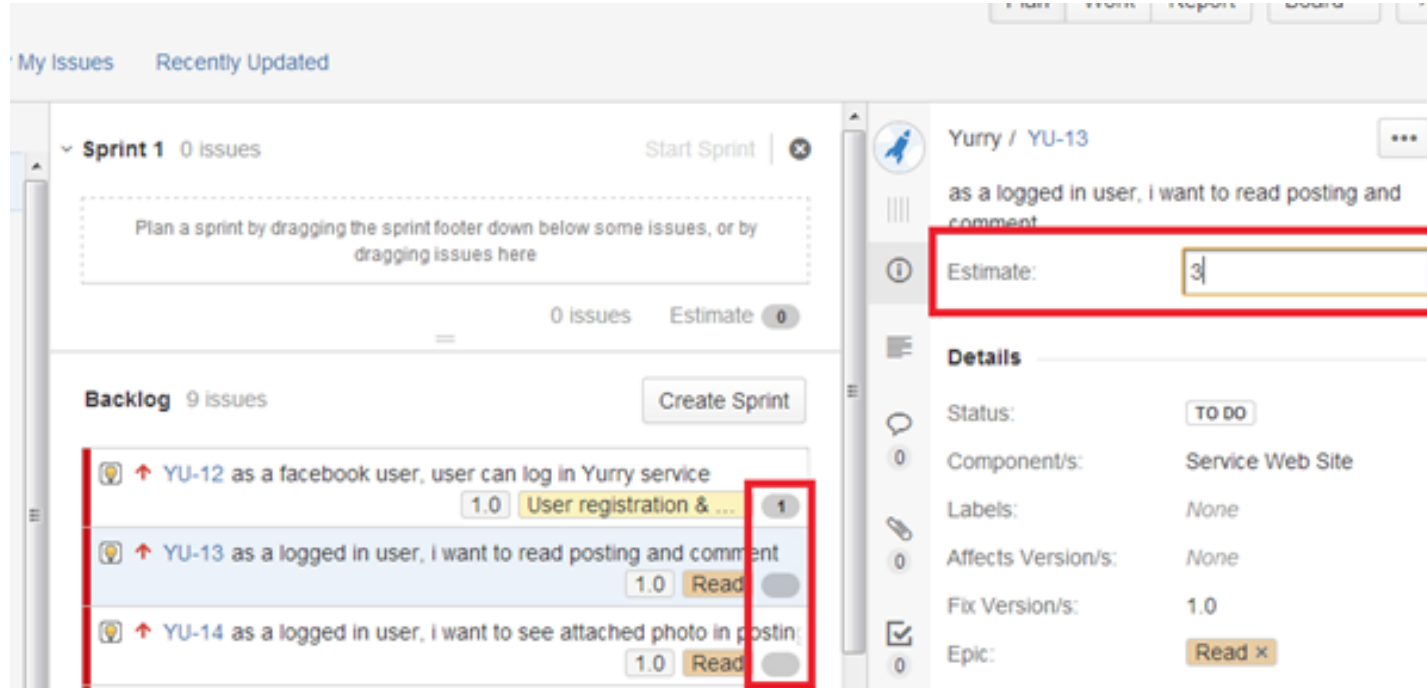 Plan Work Report Board
My Issues Recently Updated
Sprint 1 0 issues Start Sprint
Plan a sprint by dragging the sprint footer down below some issues, or by
dragging issues here
0 issues Estimate 0
Backlog 9 issues Create Sprint
YU-12 as a facebook user, user can log in Yurry service
1.0 User registration & ... 1
YU-13 as a logged in user, i want to read posting and comment
1.0 Read
YU-14 as a logged in user, i want to see attached photo in posting
1.0 Read
Yurry / YU-13
as a logged in user, i want to read posting and
comment
Estimate: 3
Details
Status: TO DO
0
Component/s: Service Web Site
Labels: None
0
Affects Version/s: None
Fix Version/s: 1.0
0
Epic: Read ×